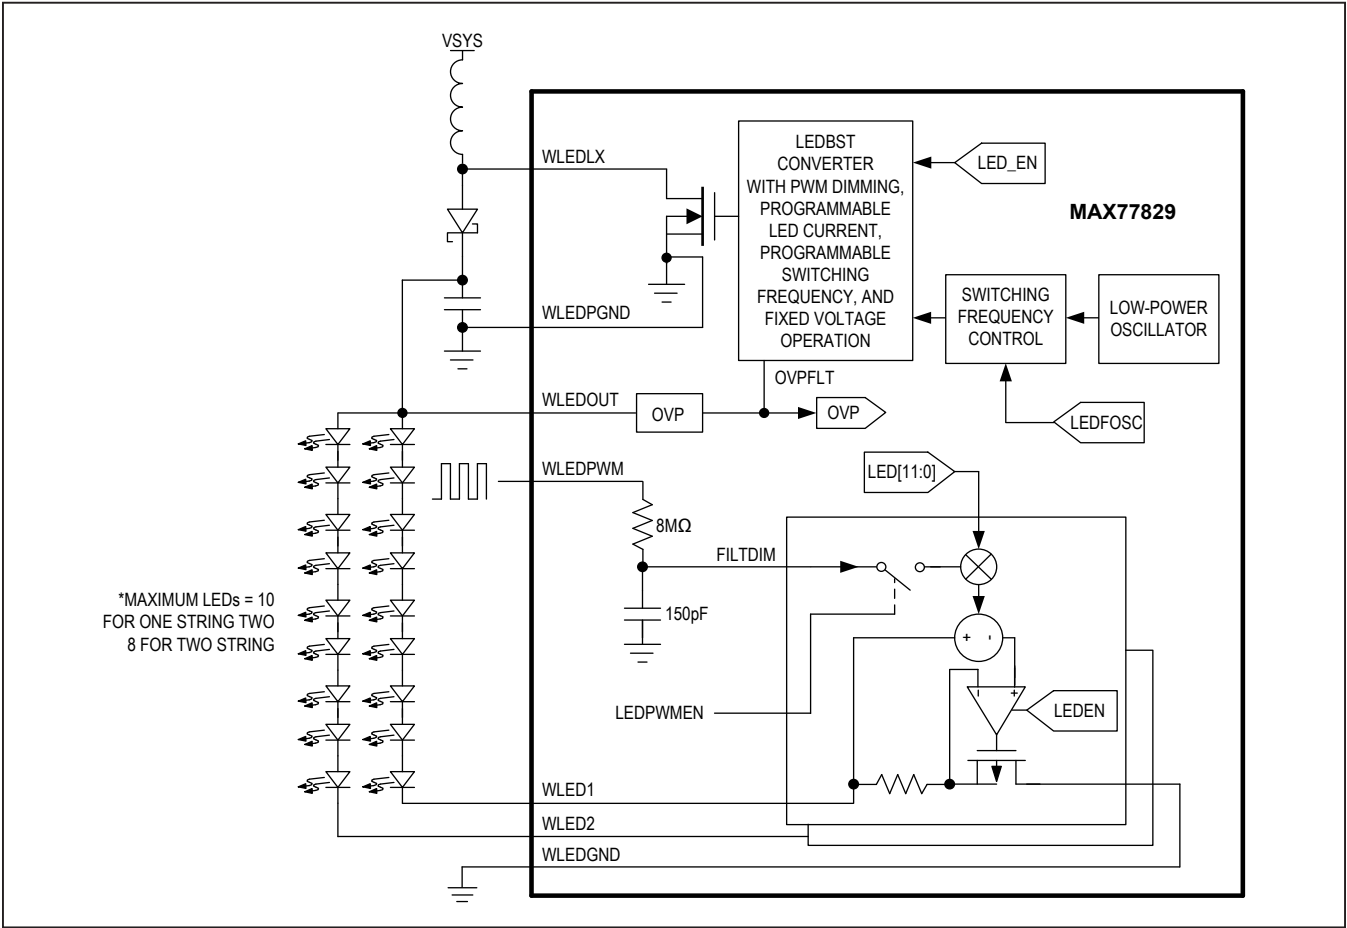 VSYS
WLEDLX
LEDBST
CONVERTER
WITH PWM DIMMING,
PROGRAMMABLE
LED CURRENT,
PROGRAMMABLE
SWITCHING
FREQUENCY, AND
FIXED VOLTAGE
OPERATION
LED_EN
MAX77829
SWITCHING
FREQUENCY
CONTROL
LOW-POWER
OSCILLATOR
WLEDPGND
OVPFLT
WLEDOUT
OVP
OVP
LEDFOSC
WLEDPWM
LED[11:0]
8MΩ
FILTDIM
150pF
*MAXIMUM LEDs = 10
FOR ONE STRING TWO
8 FOR TWO STRING
+ -
- +
LEDPWMEN
LEDEN
WLED1
WLED2
WLEDGND